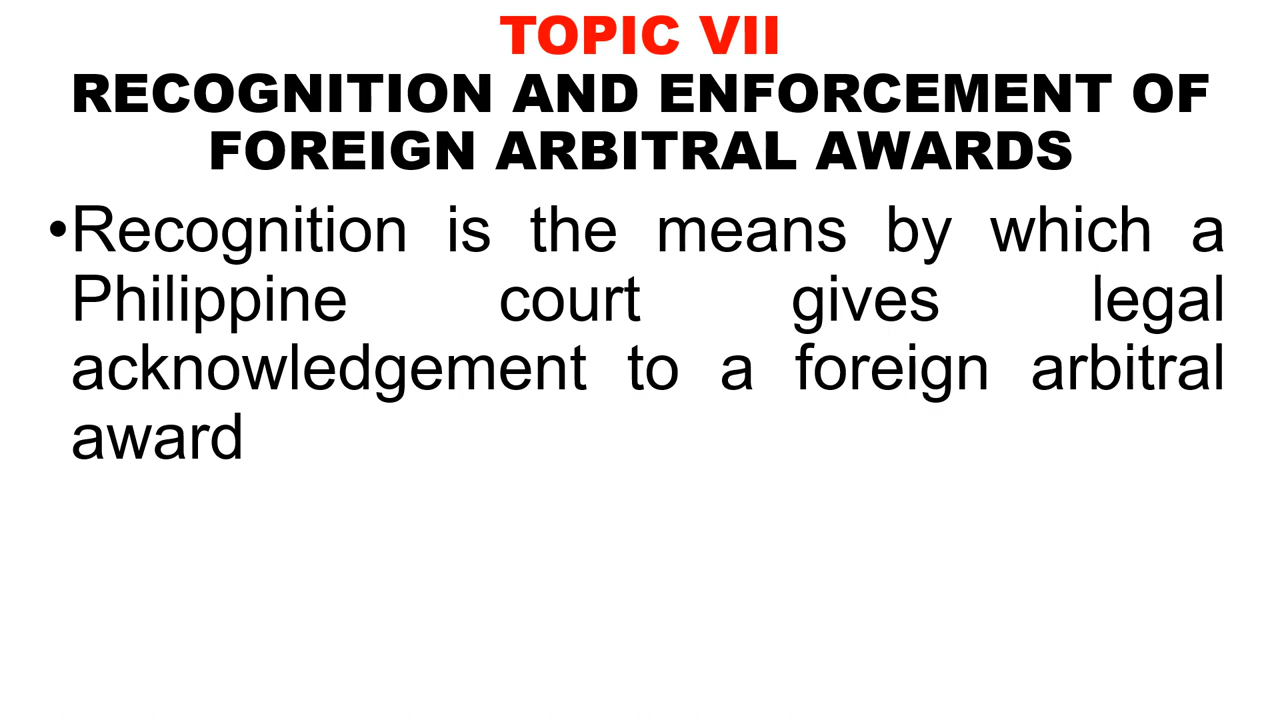 TOPIC VII
RECOGNITION AND ENFORCEMENT OF
FOREIGN ARBITRAL AWARDS
•Recognition is the means by which a
Philippine court gives legal
acknowledgement to a foreign arbitral
award